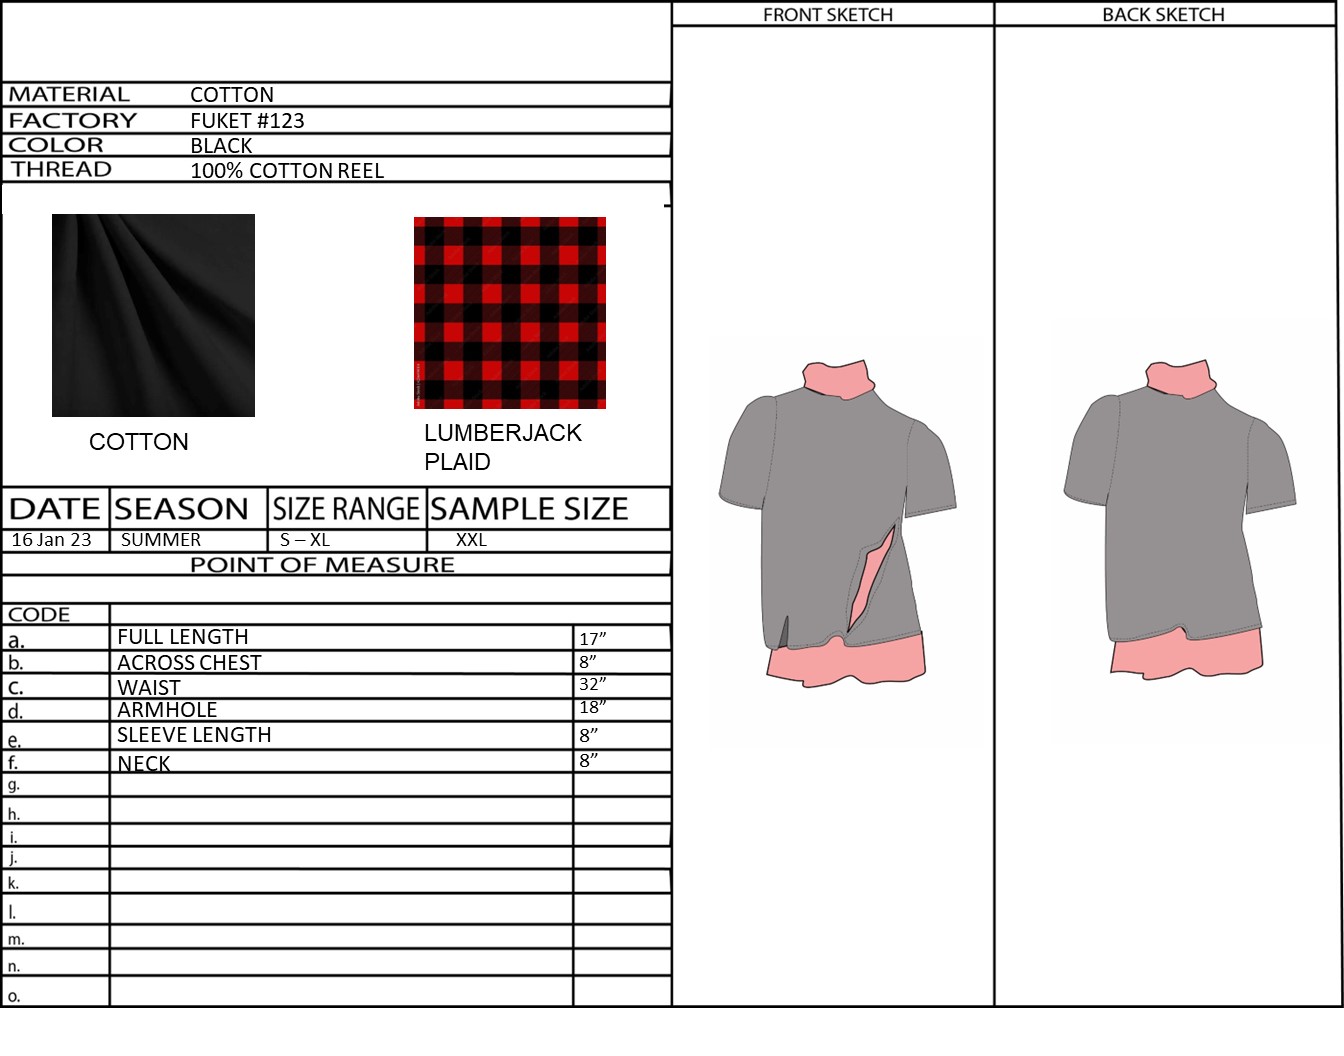 FRONT SKETCH
BACK SKETCH
MATERIAL COTTON
FACTORY FUKET #123
COLOR BLACK
THREAD 100% COTTON REEL
COTTON
LUMBERJACK
PLAID
DATE SEASON SIZE RANGE SAMPLE SIZE
16 Jan 23 SUMMER S – XL XXL
POINT OF MEASURE
CODE
a. FULL LENGTH 17”
b. ACROSS CHEST 8”
c. WAIST 32”
d. ARMHOLE 18”
e. SLEEVE LENGTH 8”
f. NECK 8”
g.
h.
i.
j.
k.
l.
m.
n.
o.